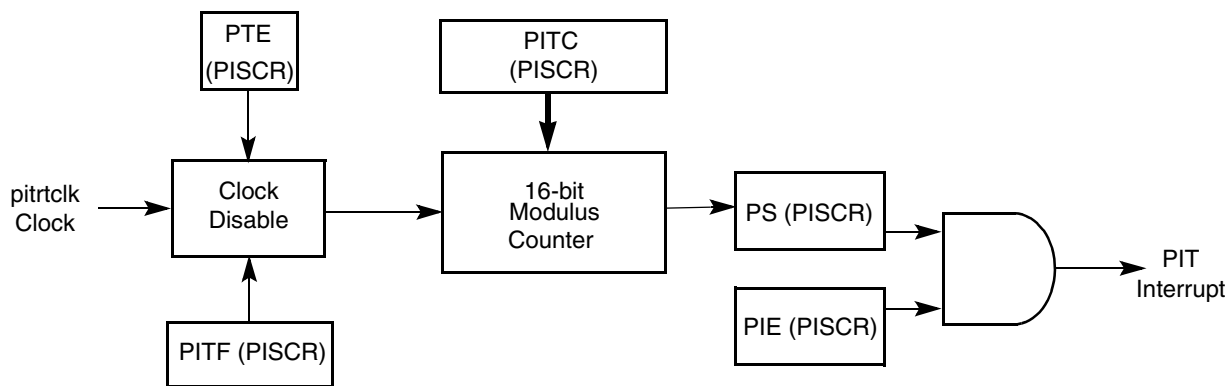 PTE
(PISCR)
PITC
(PISCR)
pitrtclk
Clock
Clock
Disable
16-bit
Modulus
Counter
PS (PISCR)
PIT
Interrupt
PITF (PISCR)
PIE (PISCR)